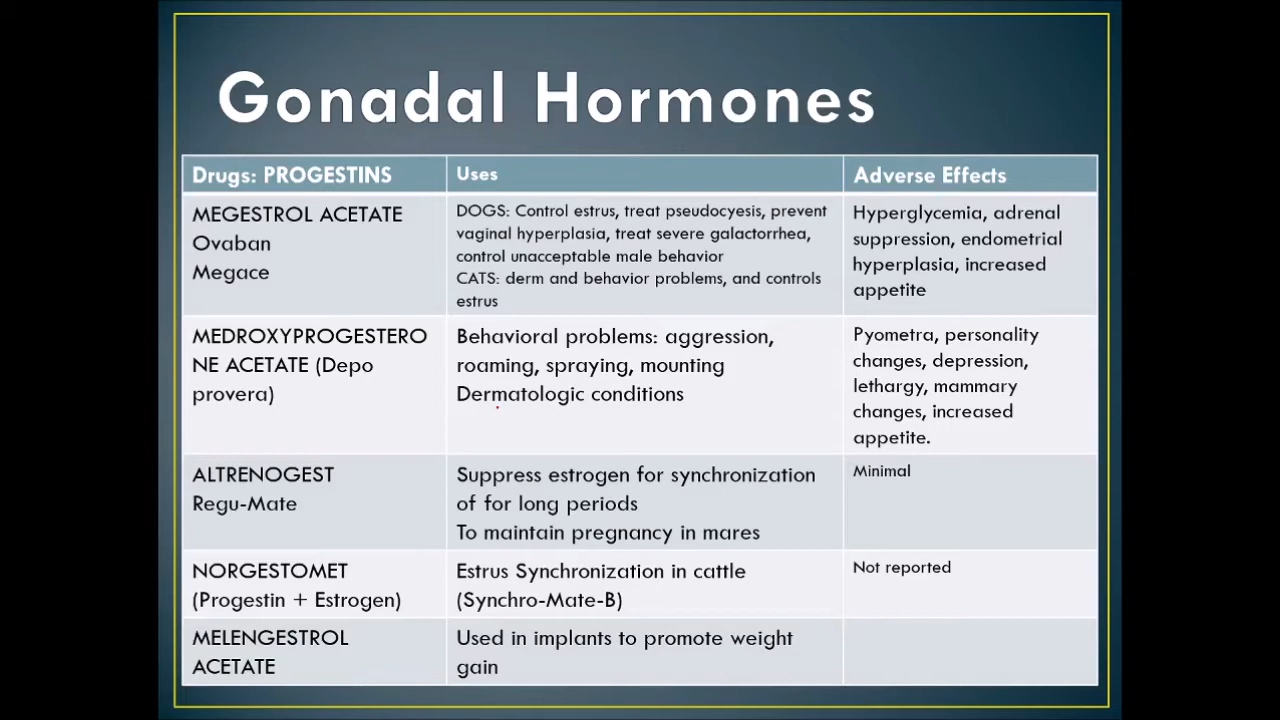 Gonadal Hormones
Drugs: PROGESTINS
Uses
Adverse Effects
MEGESTROL ACETATE
Ovaban
Megace
DOGS: Control estrus, treat pseudocyesis, prevent
vaginal hyperplasia, treat severe galactorrhea,
control unacceptable male behavior
CATS: derm and behavior problems, and controls
estrus
Hyperglycemia, adrenal
suppression, endometrial
hyperplasia, increased
appetite
MEDROXYPROGESTERO
NE ACETATE (Depo
provera)
Behavioral problems: aggression,
roaming, spraying, mounting
Dermatologic conditions
Pyometra, personality
changes, depression,
lethargy, mammary
changes, increased
appetite.
ALTRENOGEST
Regu-Mate
Suppress estrogen for synchronization
of for long periods
To maintain pregnancy in mares
Minimal
NORGESTOMET
(Progestin + Estrogen)
Estrus Synchronization in cattle
(Synchro-Mate-B)
Not reported
MELENGESTROL
ACETATE
Used in implants to promote weight
gain